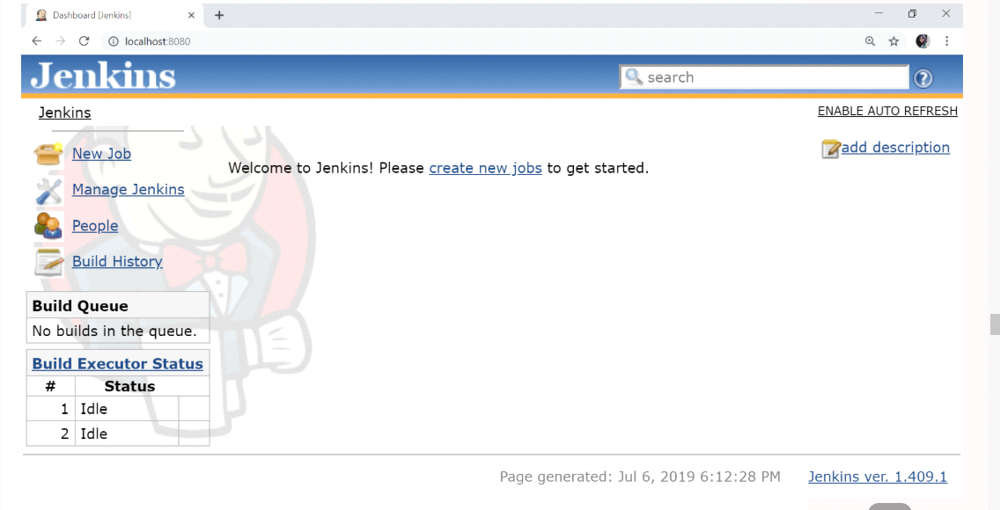 Dashboard [Jenkins]
localhost:8080
Jenkins
search
Jenkins
ENABLE AUTO REFRESH
add description
New Job
Manage Jenkins
People
Build History
Welcome to Jenkins! Please create new jobs to get started.
Build Queue
No builds in the queue.
Build Executor Status
# Status
1 Idle
2 Idle
Page generated: Jul 6, 2019 6:12:28 PM Jenkins ver. 1.409.1